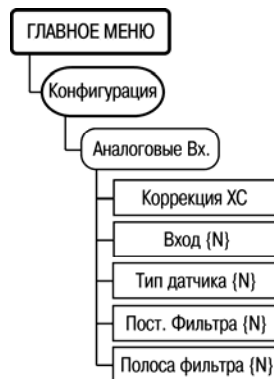 ГЛАВНОЕ МЕНЮ
Конфигурация
Аналоговые Вх.
Коррекция ХС
Вход {N}
Тип датчика {N}
Пост. Фильтра {N}
Полоса фильтра {N}